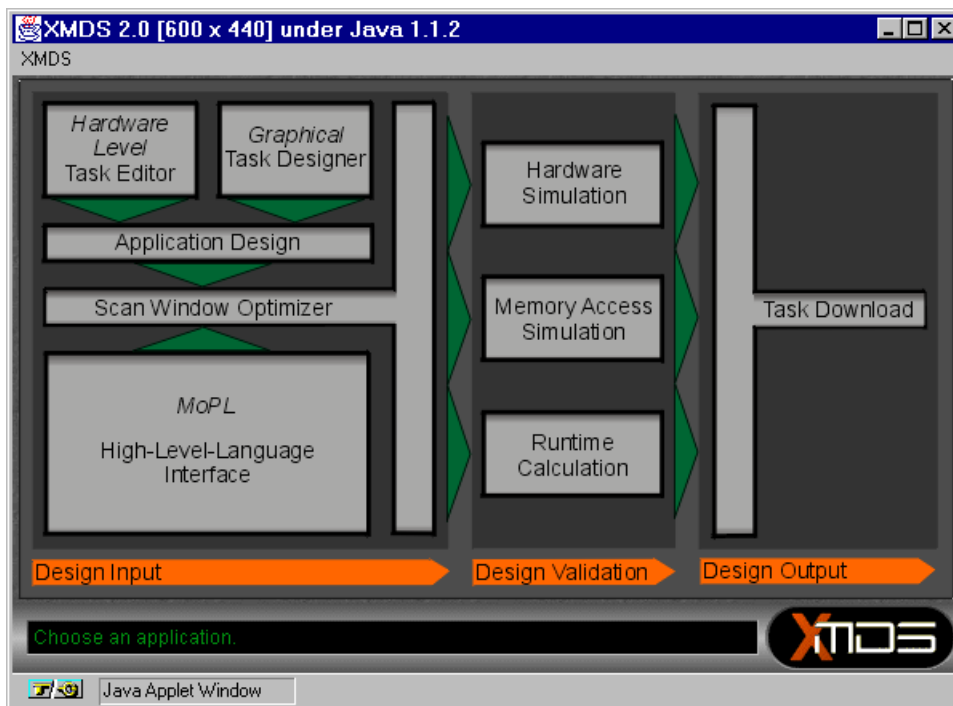 XMDS 2.0 [600 x 440] under Java 1.1.2
XMDS
Hardware
Level
Task Editor
Graphical
Task Designer
Application Design
Scan Window Optimizer
MoPL
High-Level-Language
Interface
Design Input
Hardware
Simulation
Memory Access
Simulation
Runtime
Calculation
Design Validation
Task Download
Design Output
Choose an application.
XMDS
Java Applet Window